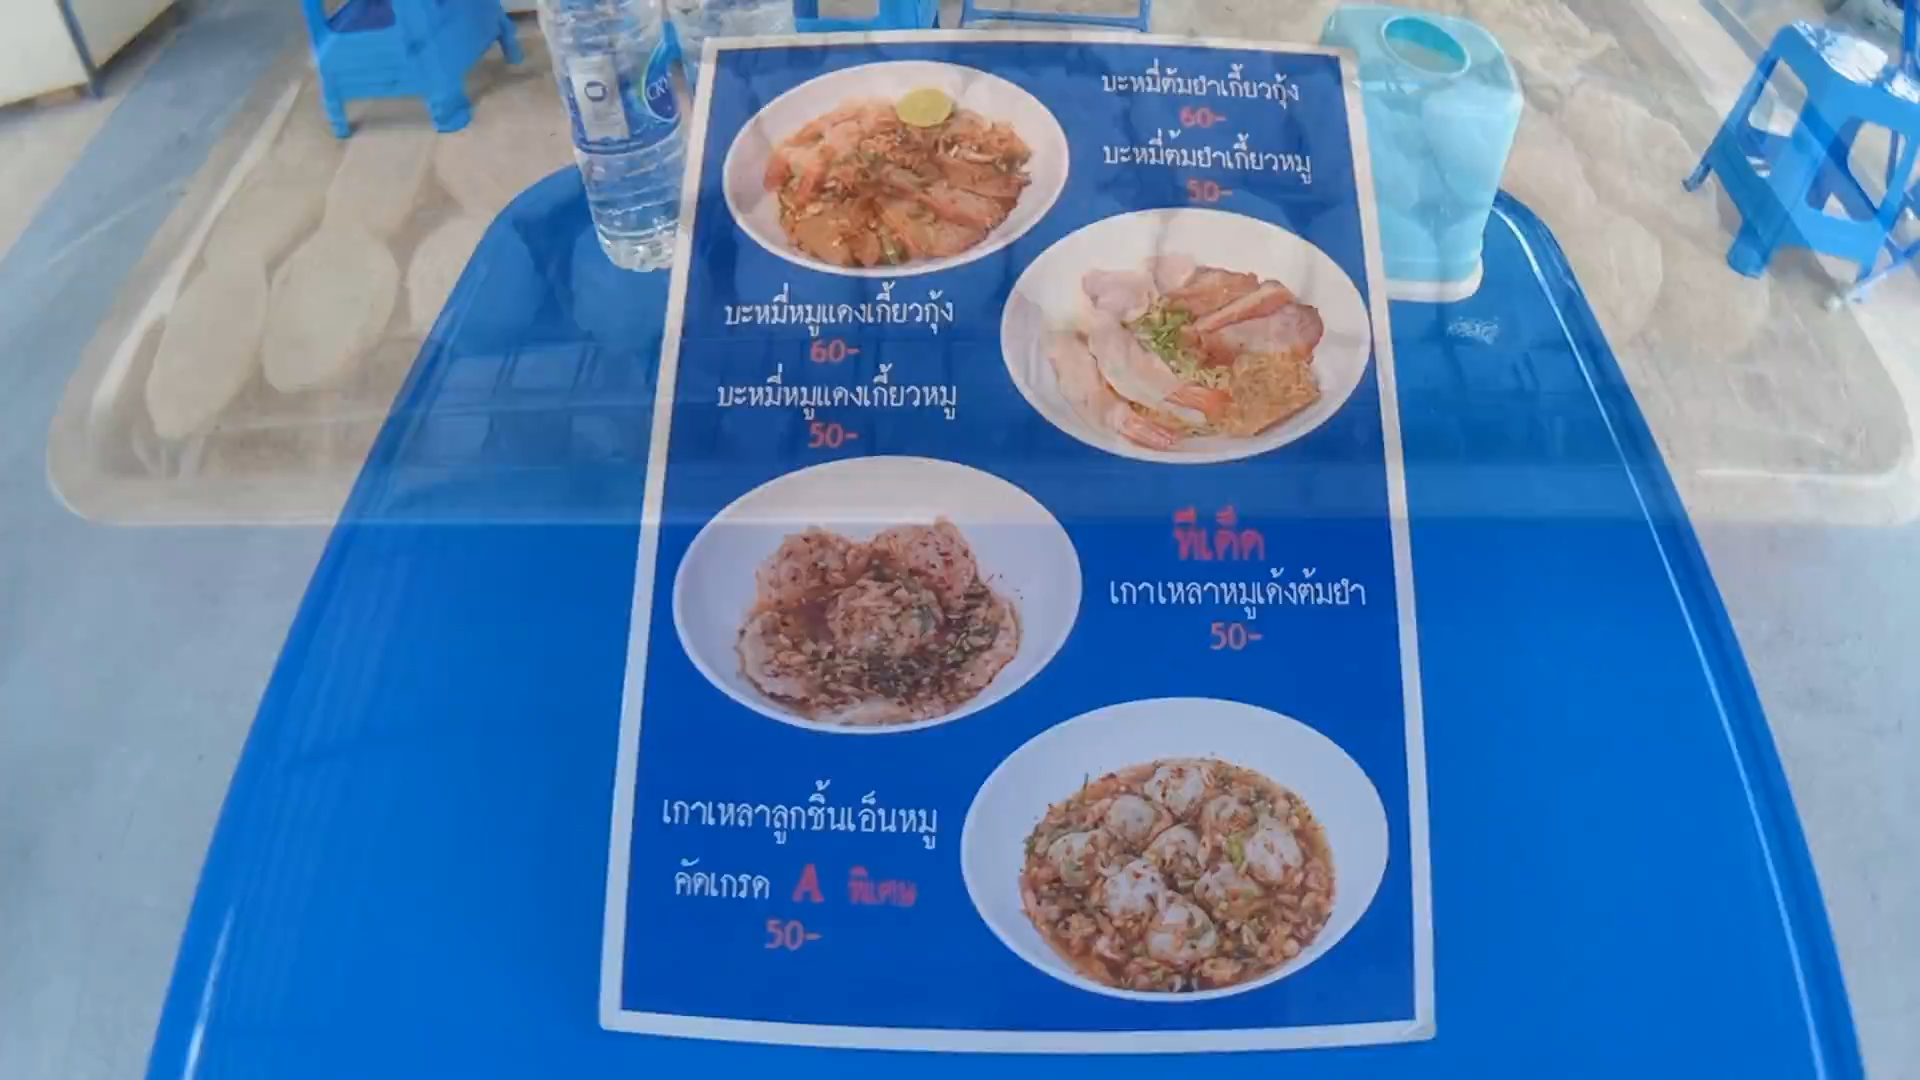 บะหมี่ต้มยำเกี้ยวกุ้ง
60-
บะหมี่ต้มยำเกี้ยวหมู
50-
บะหมี่หมูแดงเกี้ยวกุ้ง
60-
บะหมี่หมูแดงเกี้ยวหมู
50-
ทีเด็ด
เกาเหลาหมูเด้งต้มยำ
50-
เกาเหลาลูกชิ้นเอ็นหมู
คัดเกรด A พิเศษ
50-